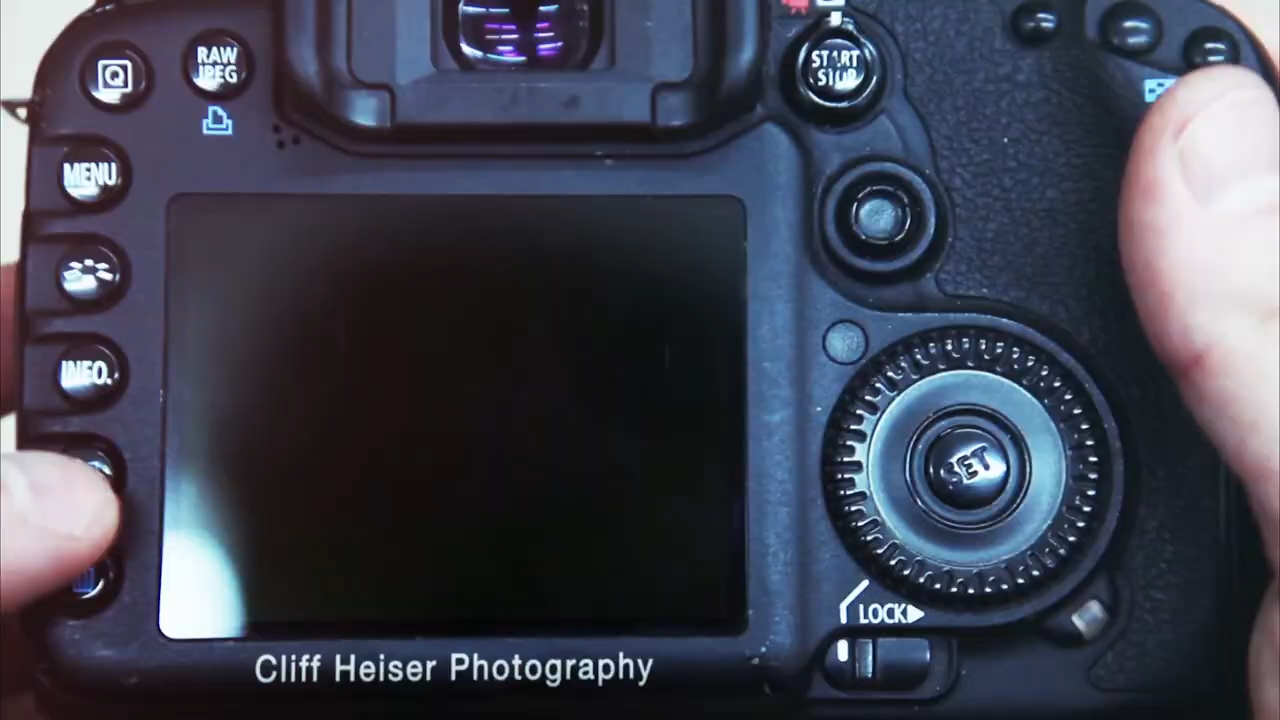 Q
RAW
JPEG
START
STOP
MENU
INFO.
SET
LOCK
Cliff Heiser Photography